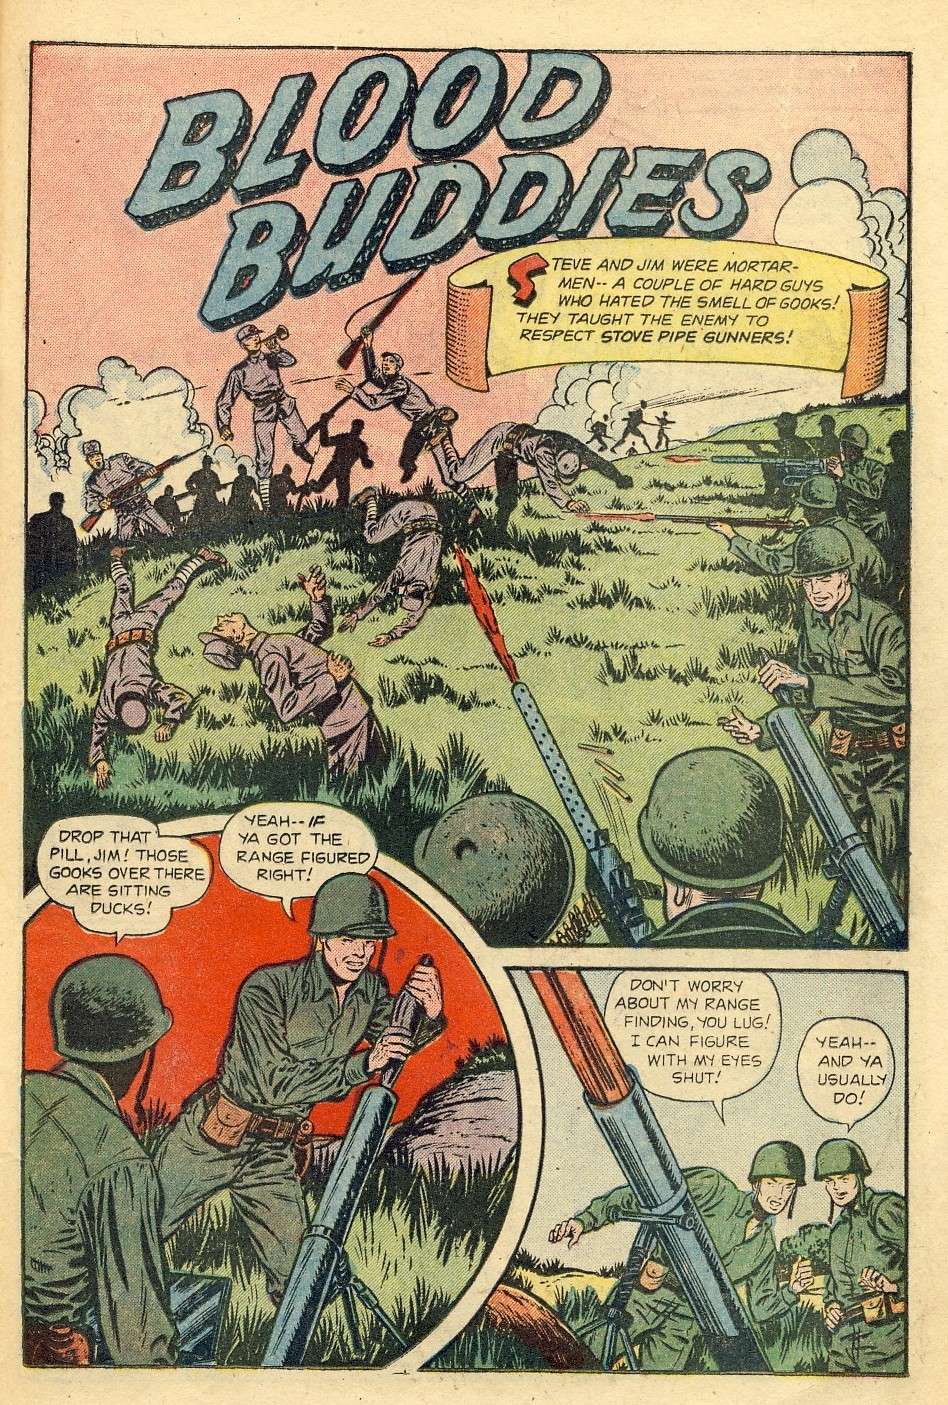 BLOOD
BUDDIES
STEVE AND JIM WERE MORTAR-
MEN-- A COUPLE OF HARD GUYS
WHO HATED THE SMELL OF GOOKS!
THEY TAUGHT THE ENEMY TO
RESPECT STOVE PIPE GUNNERS!
DROP THAT
PILL, JIM! THOSE
GOOKS OVER THERE
ARE SITTING
DUCKS!
YEAH--IF
YA GOT THE
RANGE FIGURED
RIGHT!
DON'T WORRY
ABOUT MY RANGE
FINDING, YOU LUG!
I CAN FIGURE
WITH MY EYES
SHUT!
YEAH--
AND YA
USUALLY
DO!